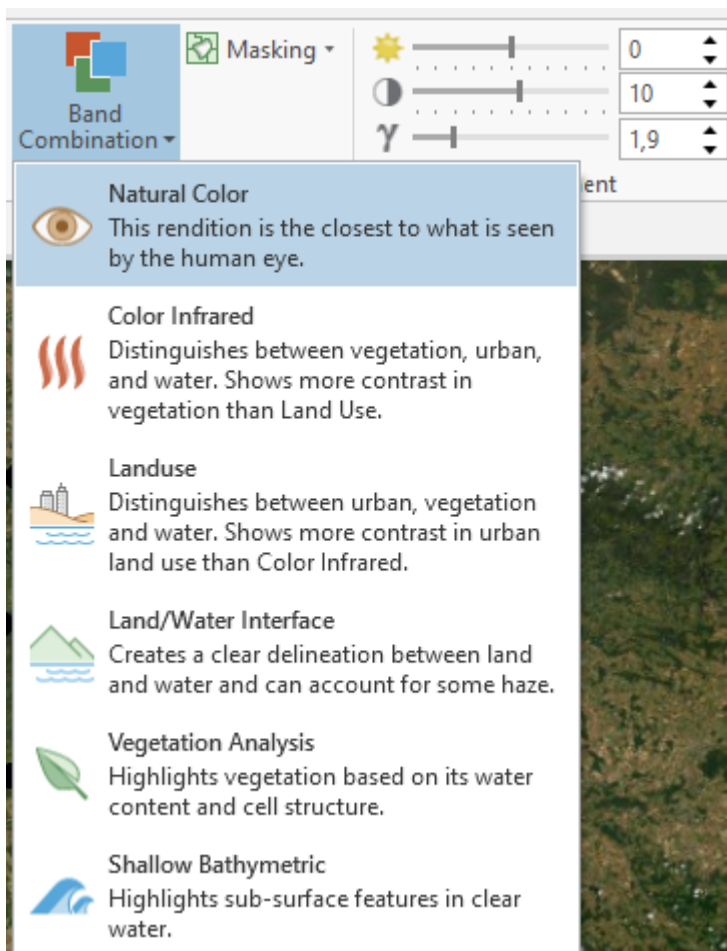 Band
Combination
Masking
0
10
γ
1,9
ent
Natural Color
This rendition is the closest to what is seen
by the human eye.
Color Infrared
Distinguishes between vegetation, urban,
and water. Shows more contrast in
vegetation than Land Use.
Landuse
Distinguishes between urban, vegetation
and water. Shows more contrast in urban
land use than Color Infrared.
Land/Water Interface
Creates a clear delineation between land
and water and can account for some haze.
Vegetation Analysis
Highlights vegetation based on its water
content and cell structure.
Shallow Bathymetric
Highlights sub-surface features in clear
water.